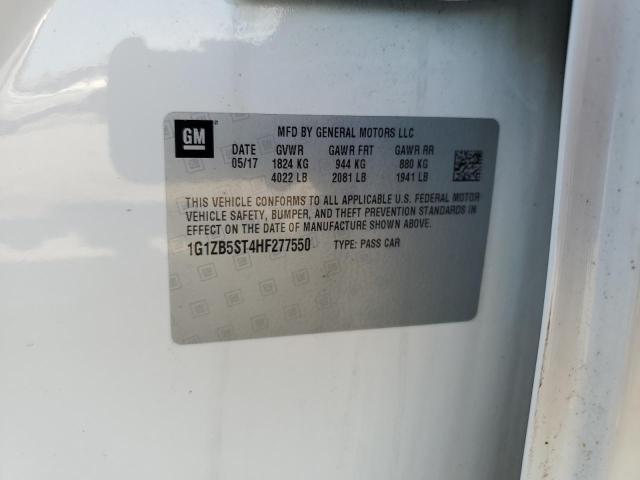 GM
MFD BY GENERAL MOTORS LLC
DATE GVWR GAWR FRT GAWR RR
05/17 1824 KG 944 KG 880 KG
4022 LB 2081 LB 1941 LB
THIS VEHICLE CONFORMS TO ALL APPLICABLE U.S. FEDERAL MOTOR
VEHICLE SAFETY, BUMPER, AND THEFT PREVENTION STANDARDS IN
EFFECT ON THE DATE OF MANUFACTURE SHOWN ABOVE.
1G1ZB5ST4HF277550 TYPE: PASS CAR